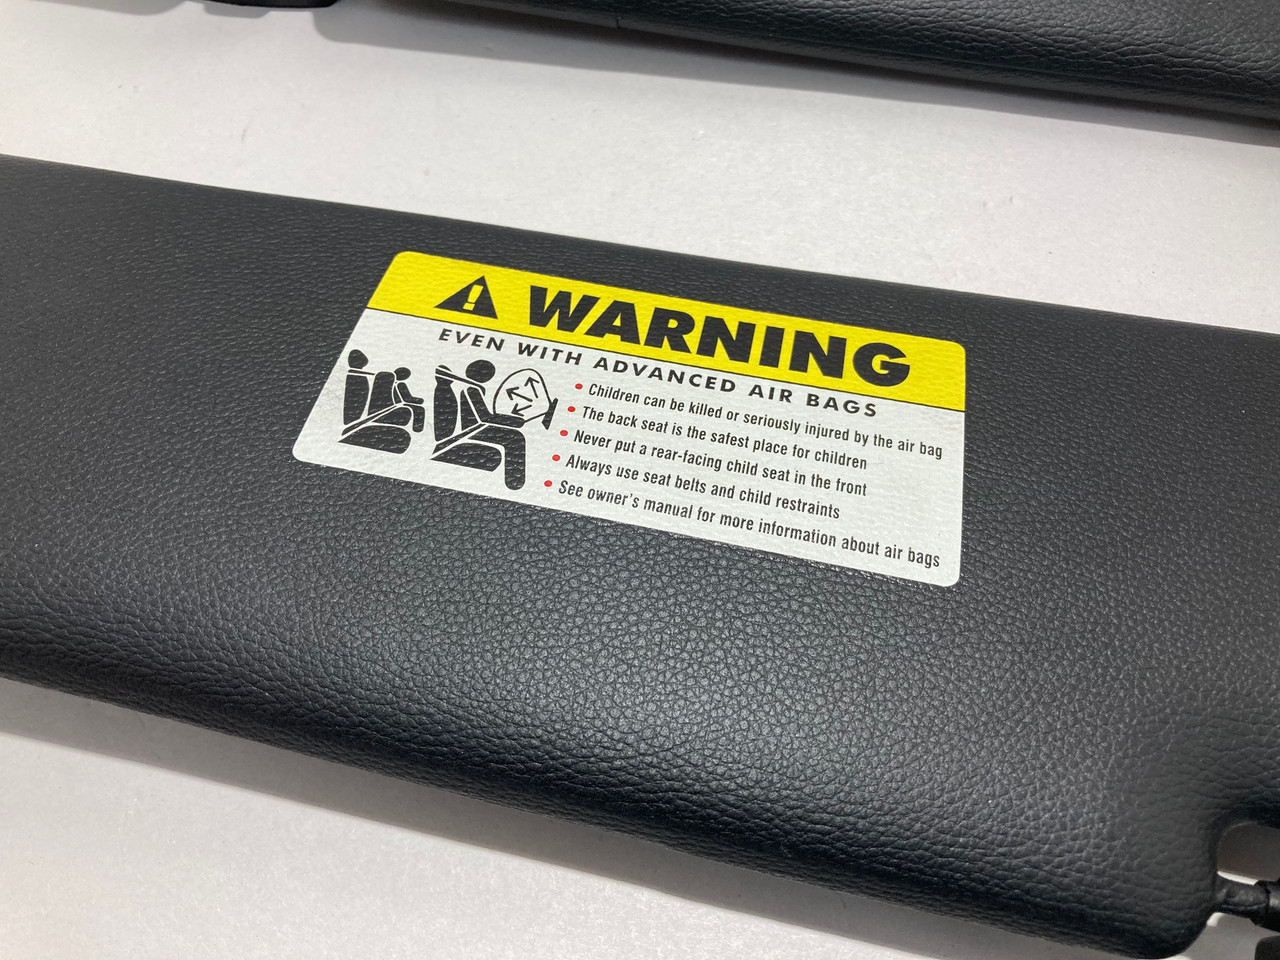 WARNING
EVEN WITH ADVANCED AIR BAGS
• Children can be killed or seriously injured by the air bag
• The back seat is the safest place for children
• Never put a rear-facing child seat in the front
• Always use seat belts and child restraints
• See owner's manual for more information about air bags